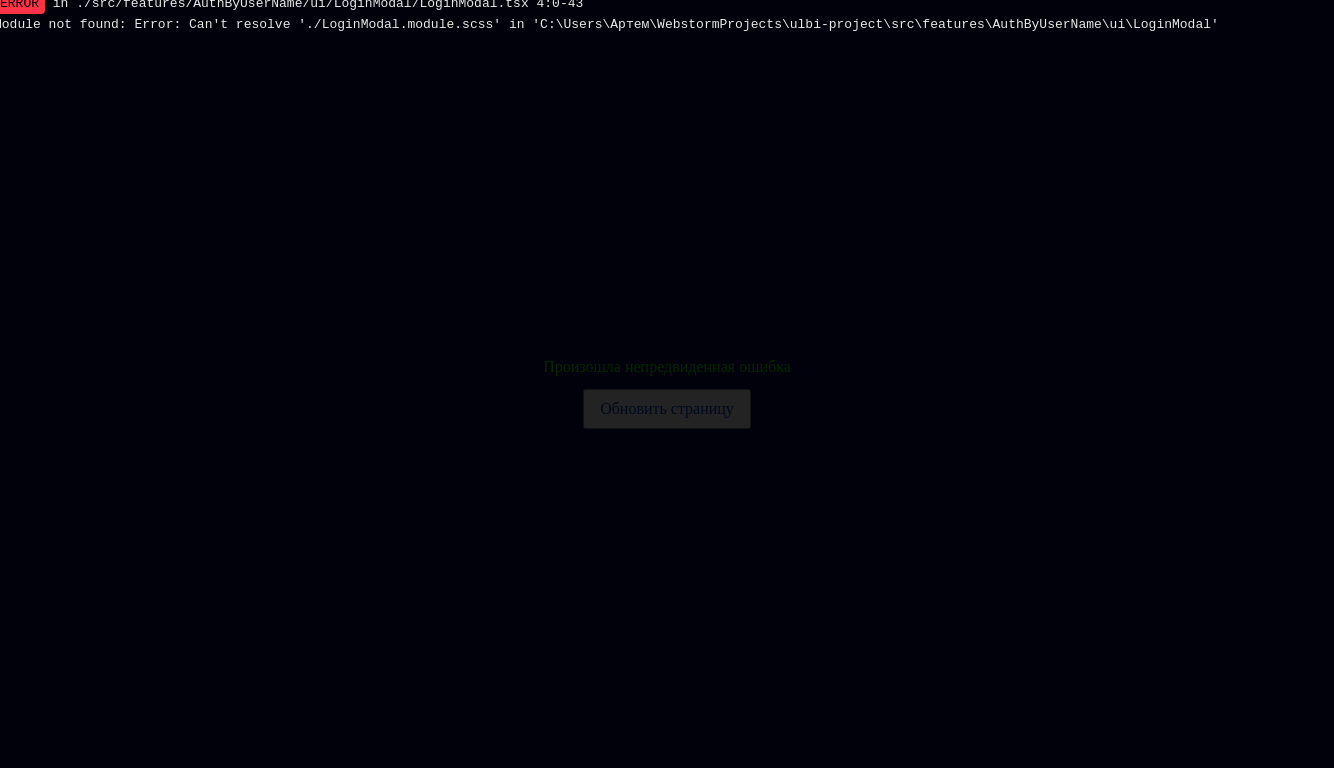 ERROR in ./src/features/AuthByUserName/ui/LoginModal/LoginModal.tsx 4:0-43
Module not found: Error: Can't resolve './LoginModal.module.scss' in 'C:\Users\Артем\WebstormProjects\ulbi-project\src\features\AuthByUserName\ui\LoginModal'
Произошла непредвиденная ошибка
Обновить страницу